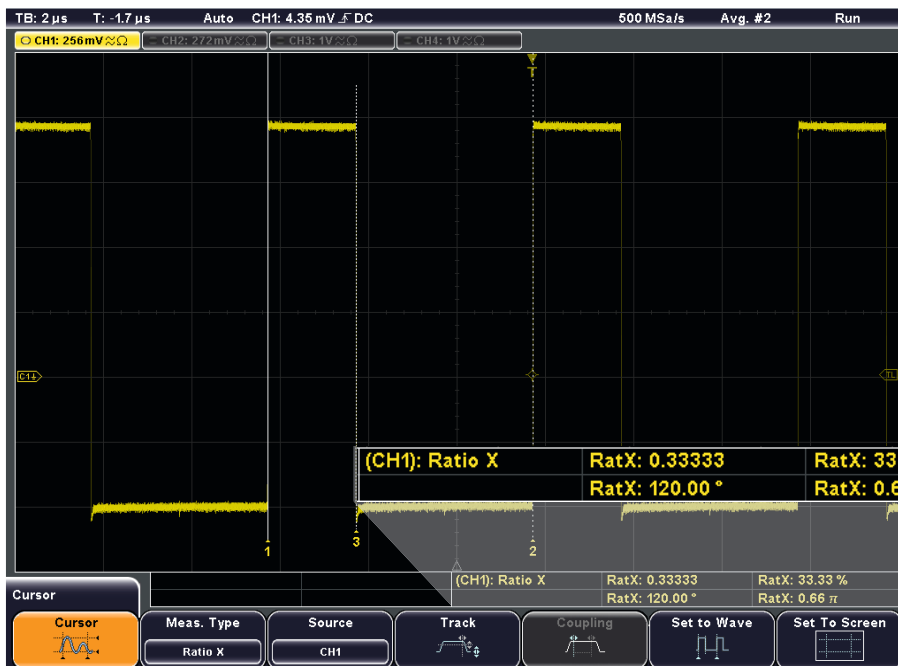 TB: 2 µs T: -1.7 µs Auto CH1: 4.35 mV DC 500 MSa/s Avg. #2 Run
CH1: 256mV≂Ω CH2: 272mV≂Ω CH3: 1V≂Ω CH4: 1V≂Ω
T
C1
TL
(CH1): Ratio X RatX: 0.33333 RatX: 33
RatX: 120.00 ° RatX: 0.6
1 3 2
(CH1): Ratio X RatX: 0.33333 RatX: 33.33 %
RatX: 120.00 ° RatX: 0.66 π
Cursor
Cursor Meas. Type Source Track Coupling Set to Wave Set To Screen
Ratio X CH1